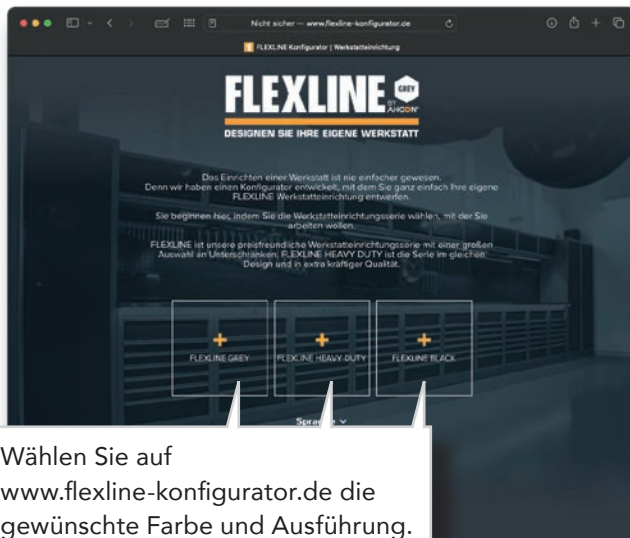 Nicht sicher — www.flexline-konfigurator.de
FLEXLINE Konfigurator | Werkstatteinrichtung
FLEXLINE GREY
BY
AHCON®
DESIGNEN SIE IHRE EIGENE WERKSTATT
Das Einrichten einer Werkstatt ist nie einfacher gewesen.
Denn wir haben einen Konfigurator entwickelt, mit dem Sie ganz einfach Ihre eigene
FLEXLINE Werkstatteinrichtung entwerfen.
Sie beginnen hier, indem Sie die Werkstatteinrichtungsserie wählen, mit der Sie
arbeiten wollen.
FLEXLINE ist unsere preisfreundliche Werkstatteinrichtungsserie mit einer großen
Auswahl an Unterschränken. FLEXLINE HEAVY DUTY ist die Serie im gleichen
Design und in extra kräftiger Qualität.
FLEXLINE GREY
FLEXLINE HEAVY DUTY
FLEXLINE BLACK
Wählen Sie auf
www.flexline-konfigurator.de die
gewünschte Farbe und Ausführung.